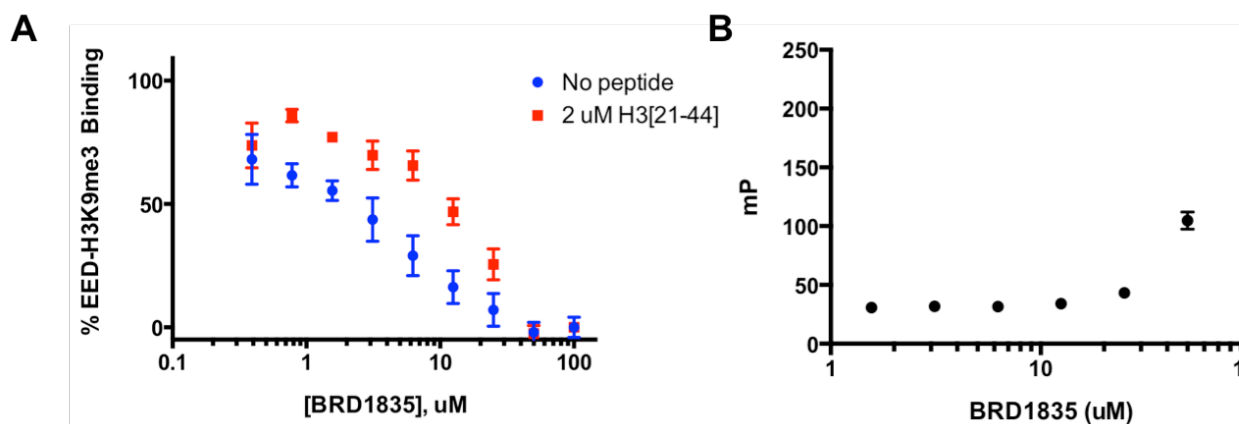 A
B
% EED-H3K9me3 Binding
100
50
0
0.1
1
10
100
[BRD1835], uM
No peptide
2 uM H3[21-44]
mP
250
200
150
100
50
0
1
10
1
BRD1835 (uM)